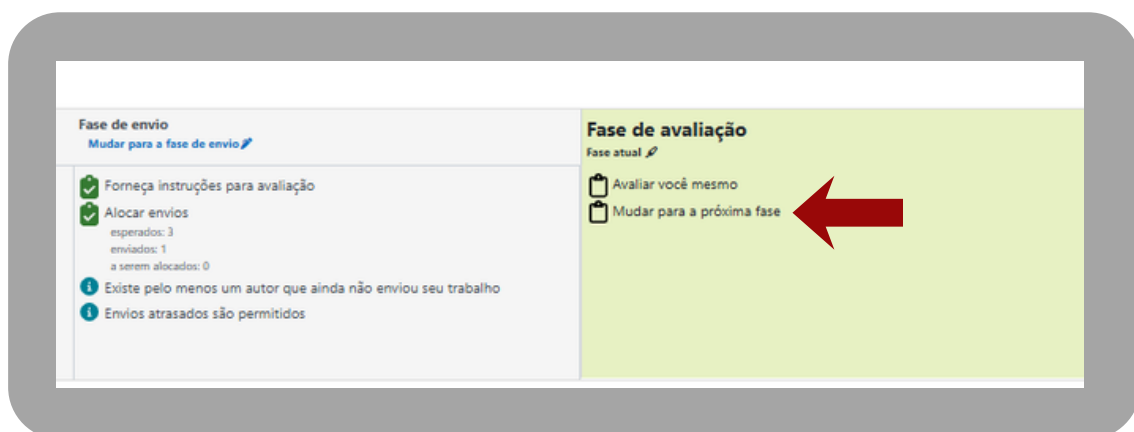 Fase de envio
Mudar para a fase de envio
Forneça instruções para avaliação
Alocar envios
esperados: 3
enviados: 1
a serem alocados: 0
Existe pelo menos um autor que ainda não enviou seu trabalho
Envios atrasados são permitidos
Fase de avaliação
Fase atual
Avaliar você mesmo
Mudar para a próxima fase